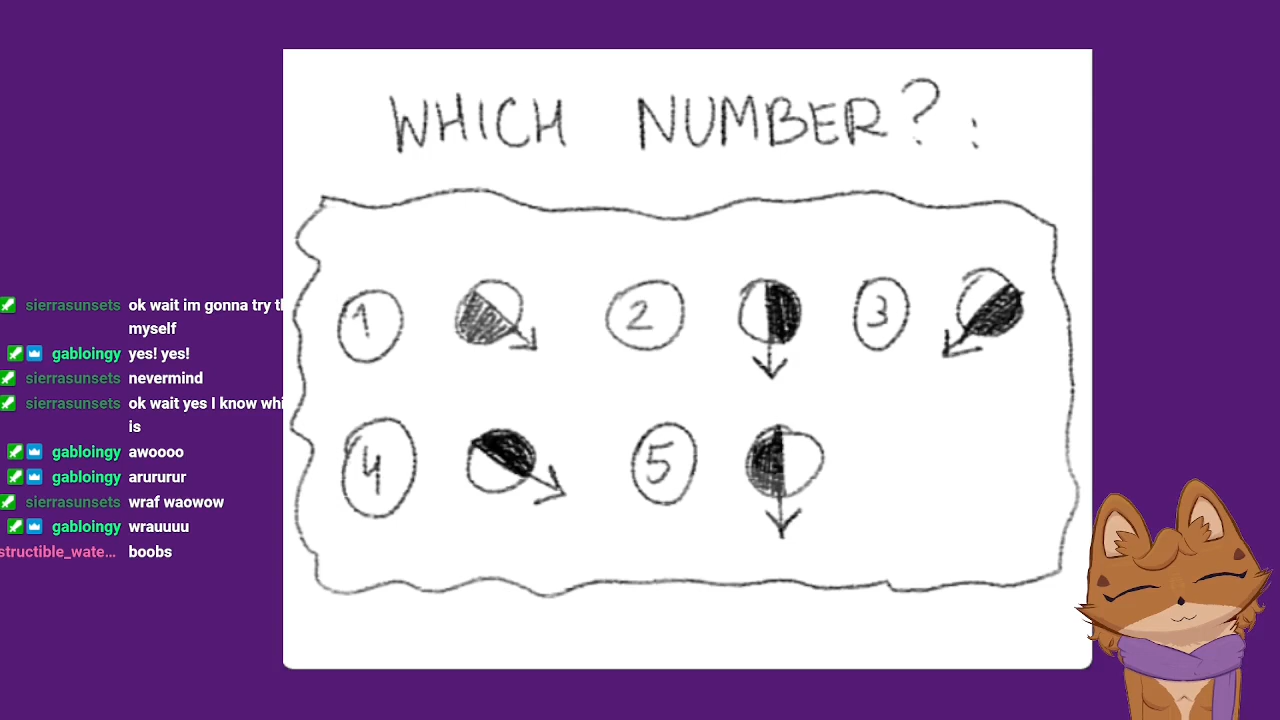 WHICH NUMBER?:
1 2 3
4 5
sierrasunsets ok wait im gonna try
myself
gabloingy yes! yes!
sierrasunsets nevermind
sierrasunsets ok wait yes I know
is
gabloingy awoooo
gabloingy arururur
sierrasunsets wraf waowow
gabloingy wrauuuu
structible_wate... boobs